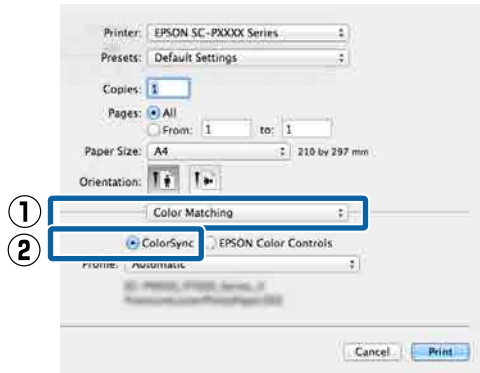 Printer: EPSON SC-PXXXX Series
Presets: Default Settings
Copies: 1
Pages: All
From: 1 to: 1
Paper Size: A4 210 by 297 mm
Orientation:
1 Color Matching
2 ColorSync EPSON Color Controls
Profile: Automatic
Cancel Print